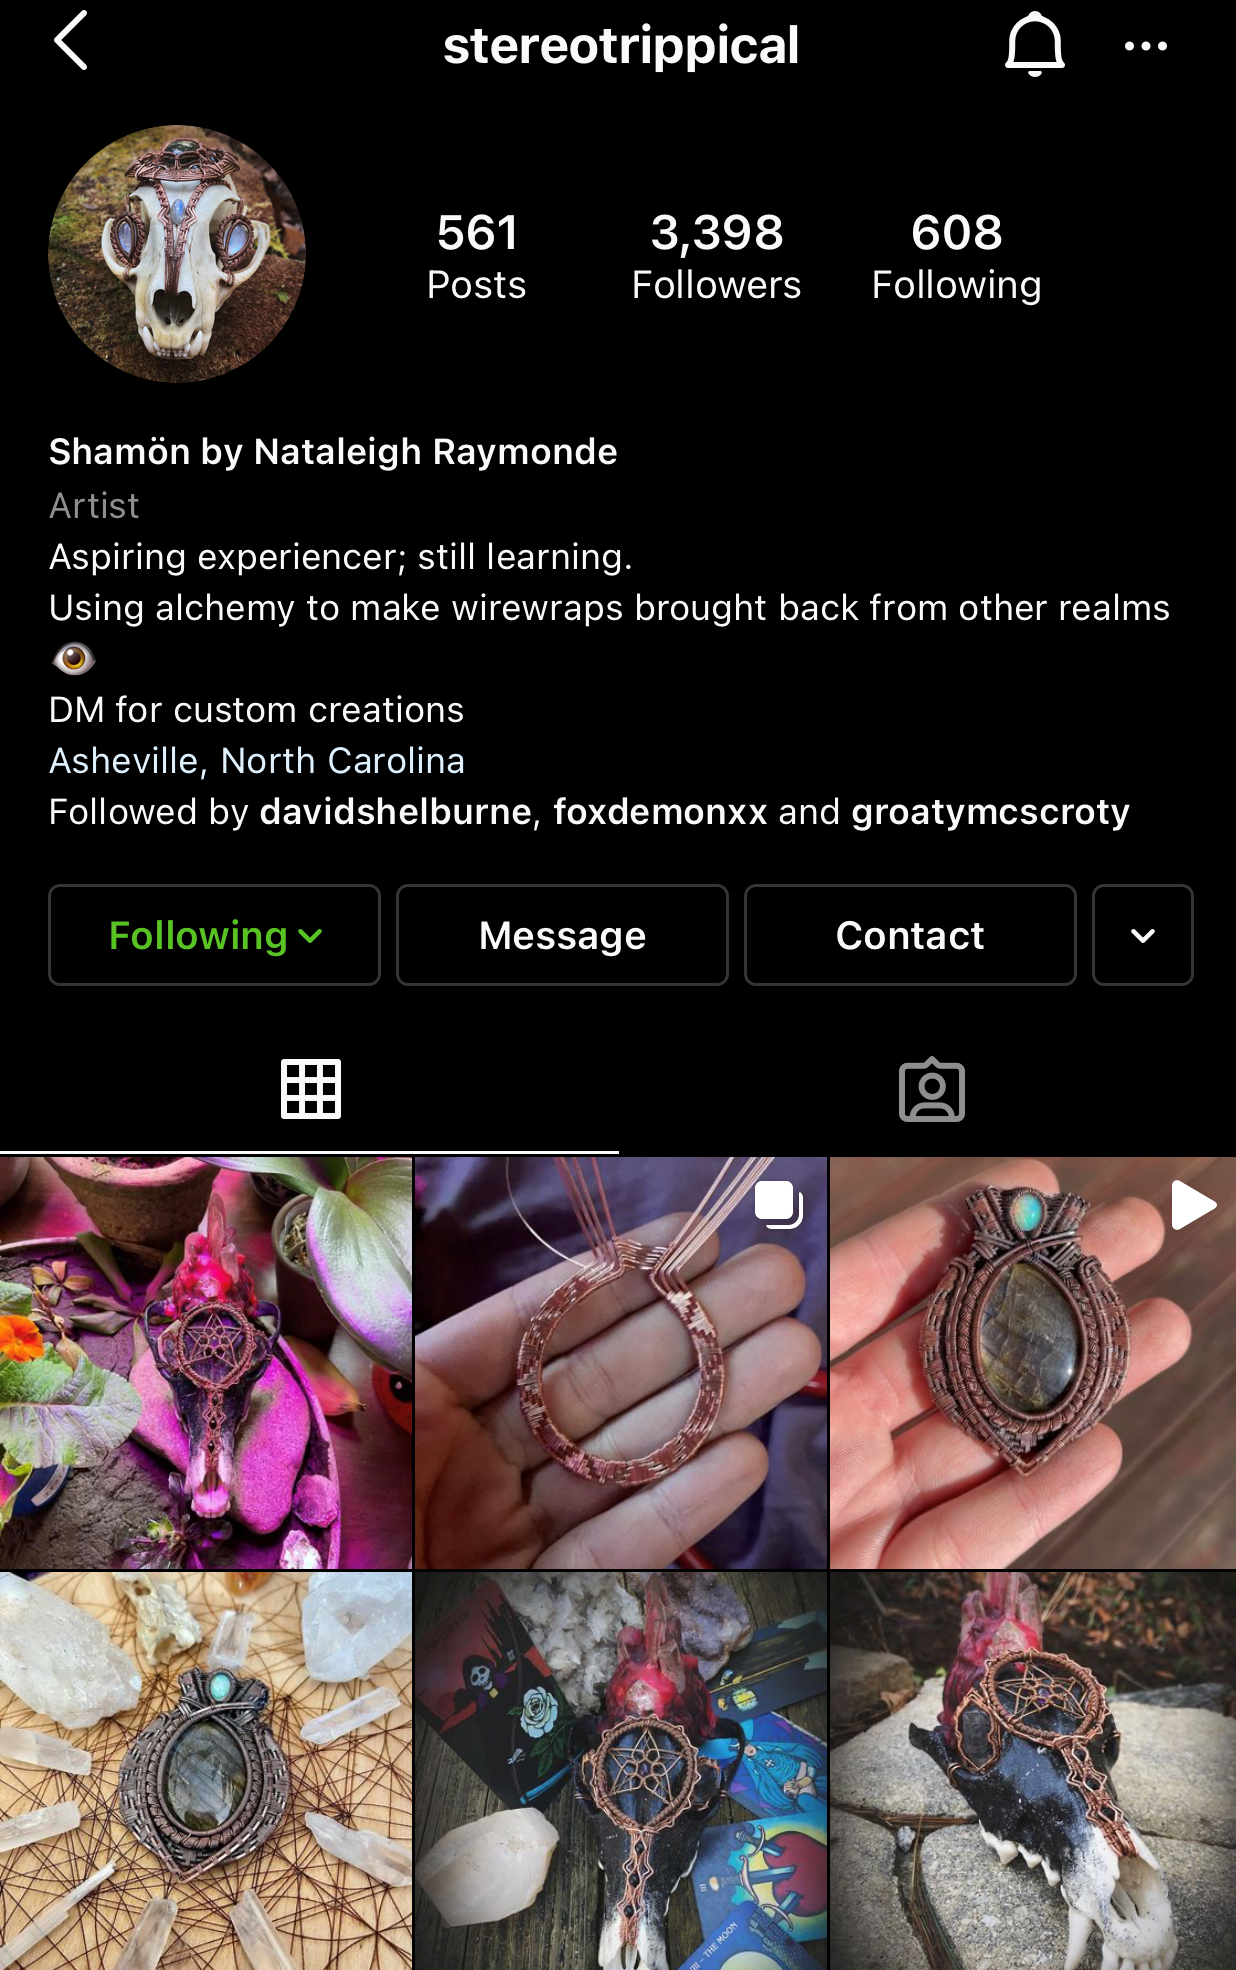 stereotrippical
561 3,398 608
Posts Followers Following
Shamön by Nataleigh Raymonde
Artist
Aspiring experiencer; still learning.
Using alchemy to make wirewraps brought back from other realms
👁️
DM for custom creations
Asheville, North Carolina
Followed by davidshelburne, foxdemonxx and groatymcscroty
Following Message Contact
THE MOON